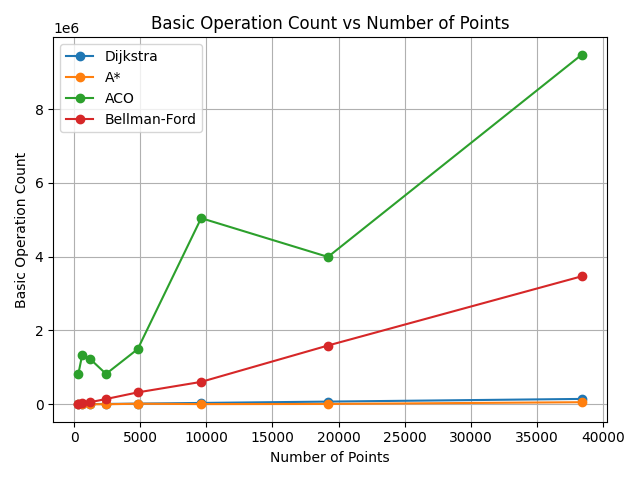 Basic Operation Count vs Number of Points
1e6
Dijkstra
A*
ACO
Bellman-Ford
8
6
4
2
0
Basic Operation Count
0 5000 10000 15000 20000 25000 30000 35000 40000
Number of Points